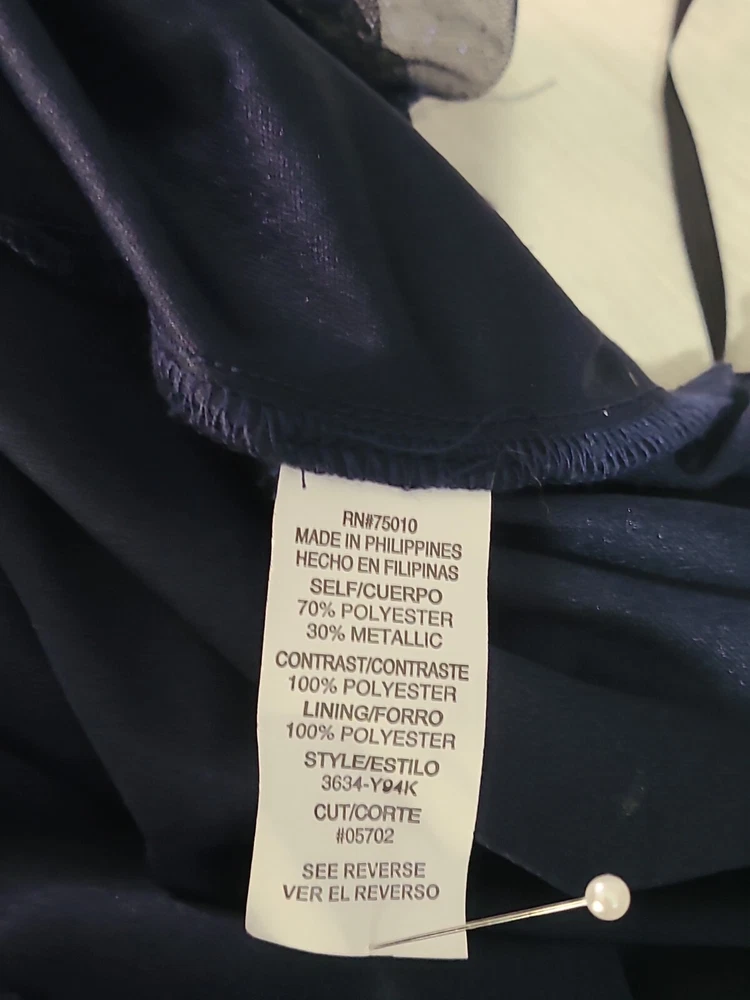 RN#75010
MADE IN PHILIPPINES
HECHO EN FILIPINAS
SELF/CUERPO
70% POLYESTER
30% METALLIC
CONTRAST/CONTRASTE
100% POLYESTER
LINING/FORRO
100% POLYESTER
STYLE/ESTILO
3634-Y94K
CUT/CORTE
#05702
SEE REVERSE
VER EL REVERSO